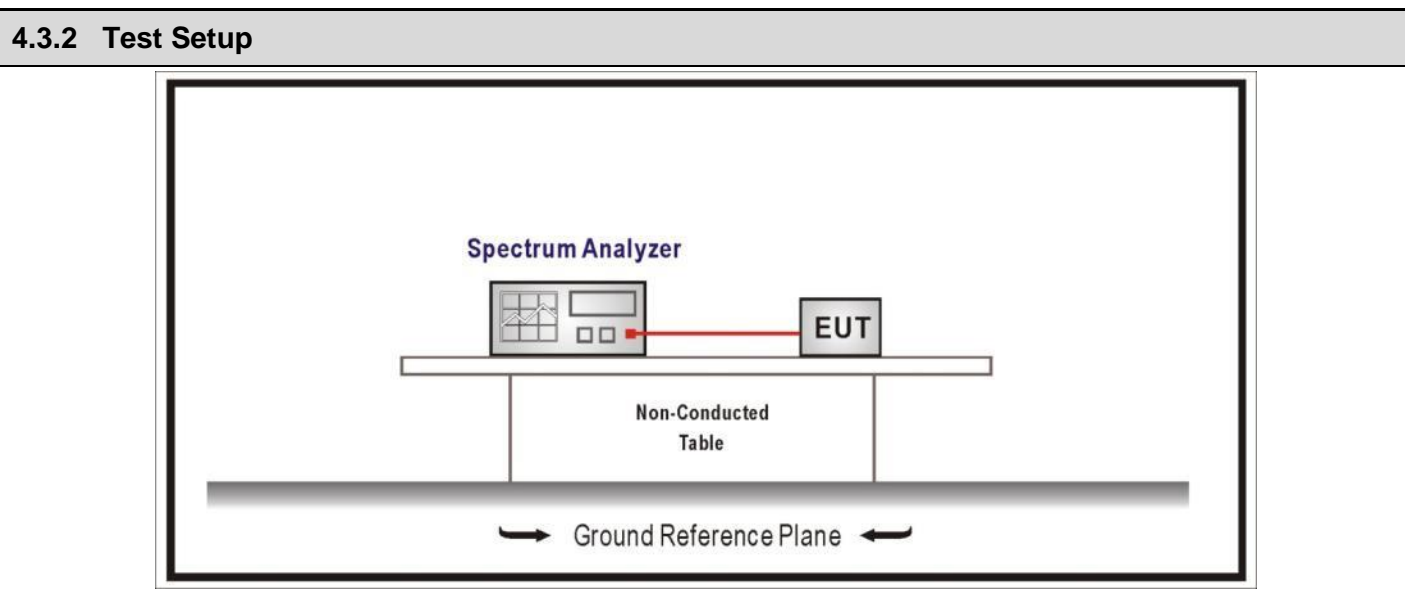 4.3.2 Test Setup
Spectrum Analyzer
EUT
Non-Conducted
Table
Ground Reference Plane